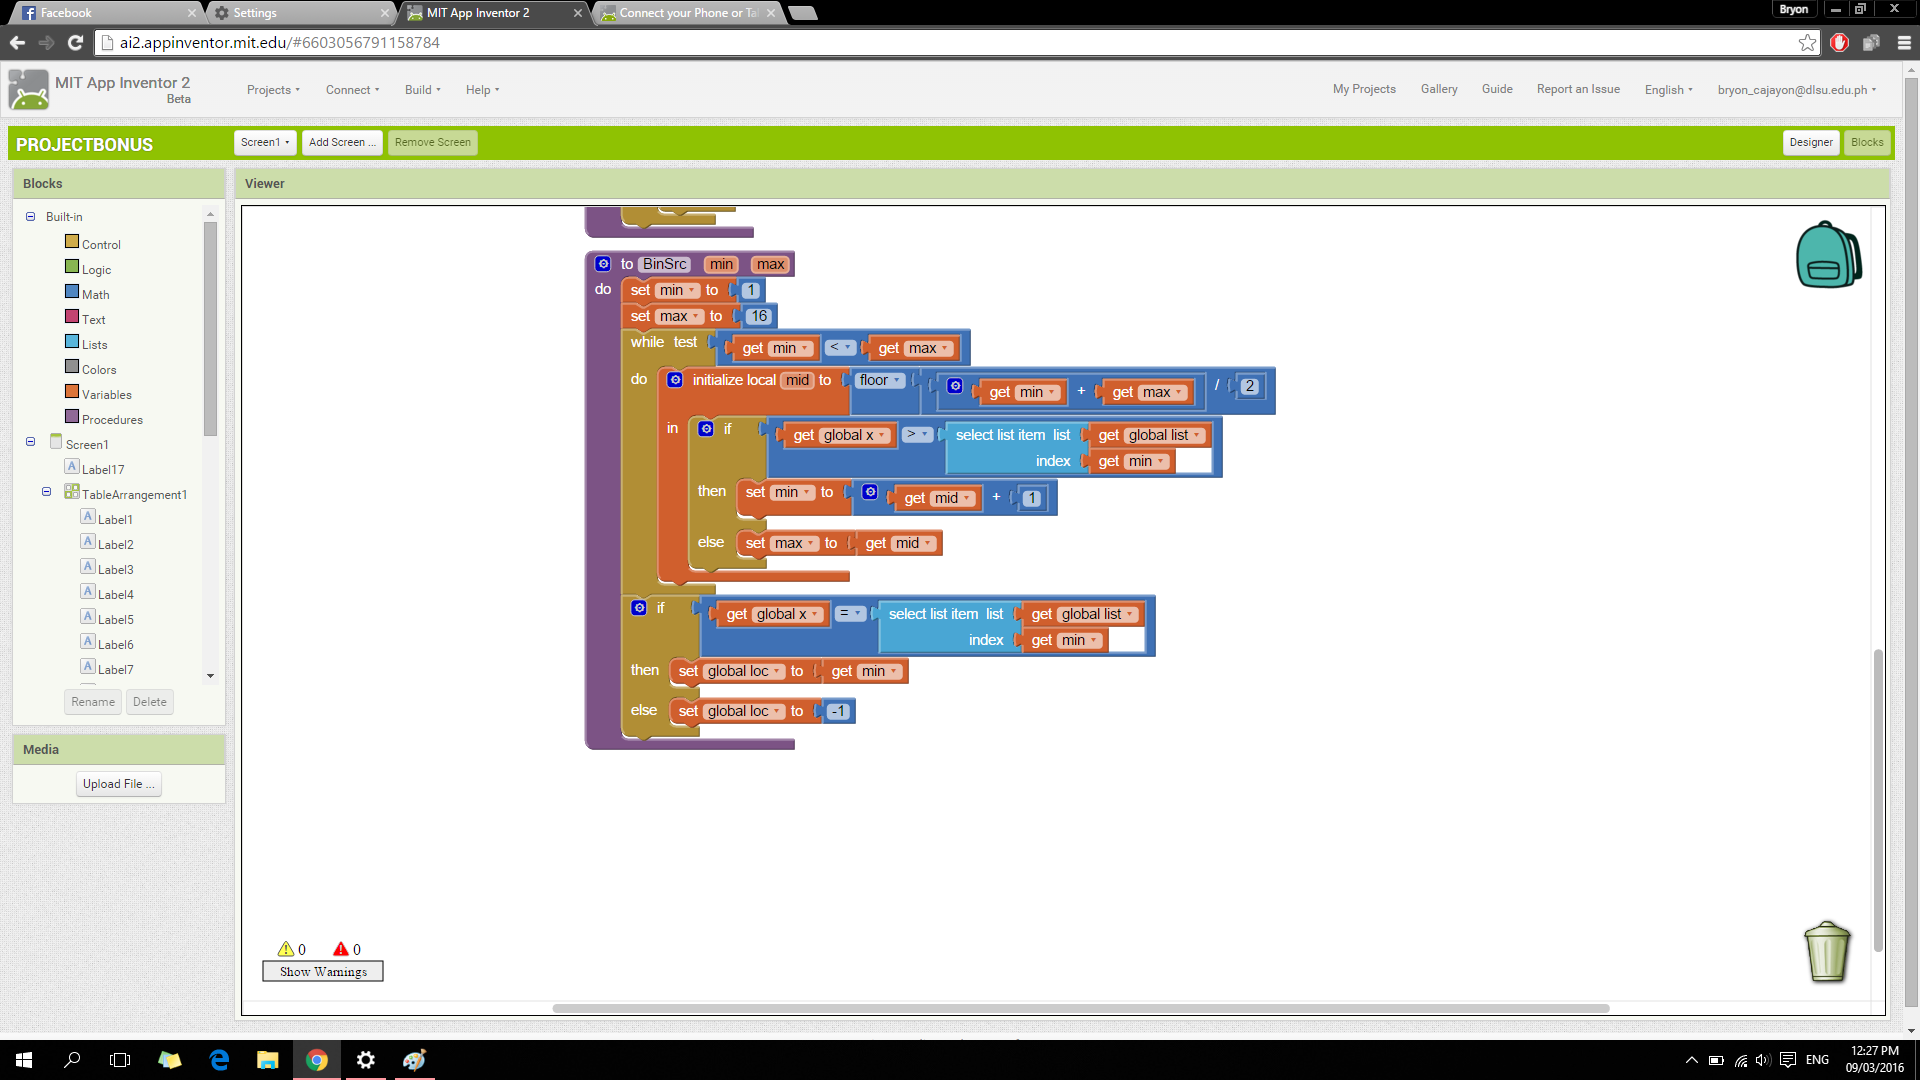 Facebook
Settings
MIT App Inventor 2
Connect your Phone or Ta
Bryon
ai2.appinventor.mit.edu/#6603056791158784
MIT App Inventor 2
Beta
Projects
Connect
Build
Help
My Projects
Gallery
Guide
Report an Issue
English
bryon_cajayon@dlsu.edu.ph
PROJECTBONUS
Screen1
Add Screen ...
Remove Screen
Designer
Blocks
Blocks
Built-in
Control
Logic
Math
Text
Lists
Colors
Variables
Procedures
Screen1
Label17
TableArrangement1
Label1
Label2
Label3
Label4
Label5
Label6
Label7
Rename
Delete
Media
Upload File ...
Viewer
to BinSrc min max
do set min to 1
set max to 16
while test get min < get max
do initialize local mid to floor get min + get max / 2
in if get global x > select list item list get global list
index get min
then set min to get mid + 1
else set max to get mid
if get global x = select list item list get global list
index get min
then set global loc to get min
else set global loc to -1
0 0
Show Warnings
ENG
12:27 PM
09/03/2016